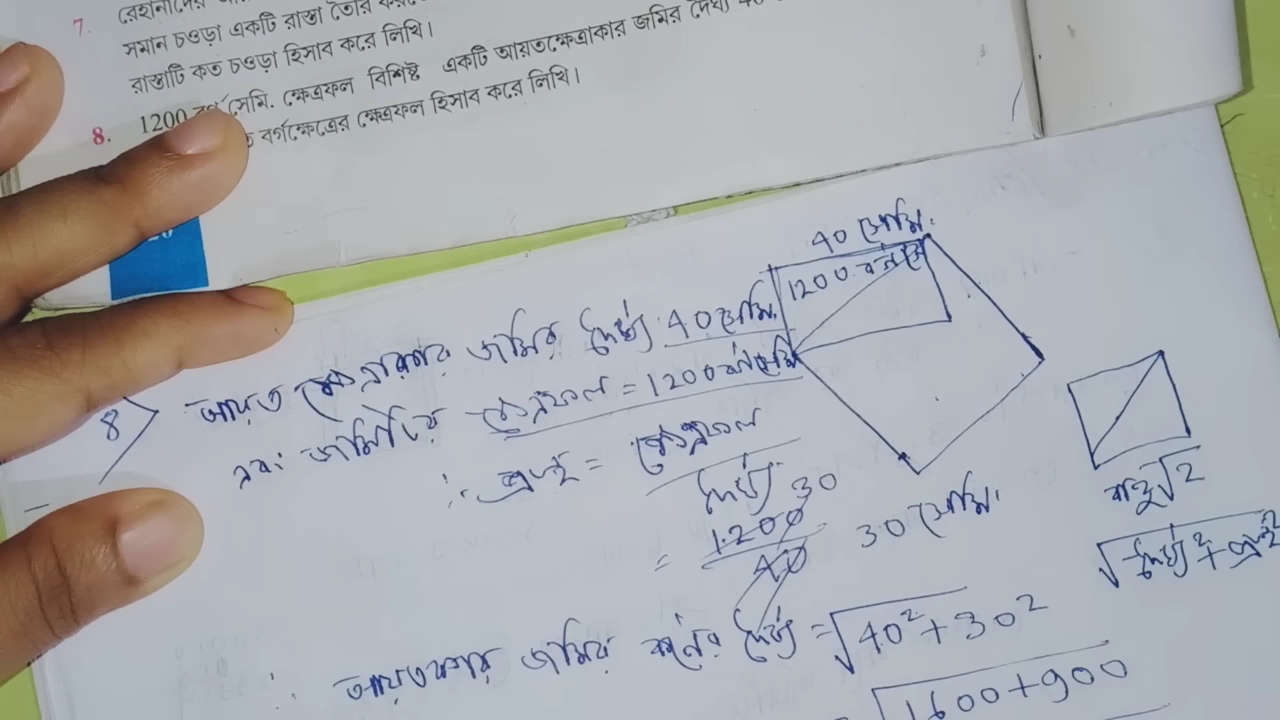 7.
সমান চওড়া একটি রাস্তা তৈরি
রাস্তাটি কত চওড়া হিসাব করে লিখি।
8. 1200 বর্গ সেমি. ক্ষেত্রফল বিশিষ্ট একটি আয়তক্ষেত্রাকার জমির দৈর্ঘ্য 40
বর্গক্ষেত্রের ক্ষেত্রফল হিসাব করে লিখি।
40 সেমি.
1200 বর্গসেমি
8> আয়তক্ষেত্রাকার জমির দৈর্ঘ্য 40 সেমি.
এবং জমিটির ক্ষেত্রফল = 1200 বর্গসেমি
∴ প্রস্থ = ক্ষেত্রফল
দৈর্ঘ্য
30
= 1200
40
30 সেমি.
বাহু√2
√দৈর্ঘ্য² + প্রস্থ²
∴ আয়তকার জমির কর্নের দৈর্ঘ্য = √40² + 30²
√1600 + 900